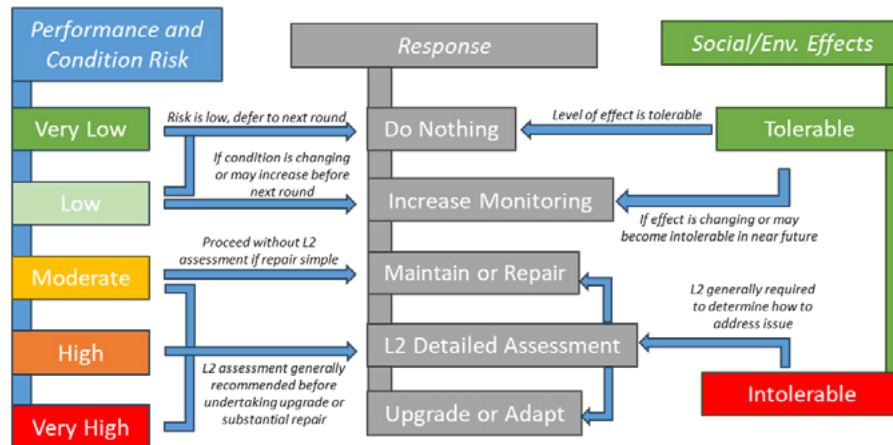 Performance and
Condition Risk
Response
Social/Env. Effects
Very Low
Risk is low, defer to next round
Do Nothing
Level of effect is tolerable
Tolerable
If condition is changing
or may increase before
next round
Low
Increase Monitoring
If effect is changing or may
become intolerable in near future
Proceed without L2
assessment if repair simple
Moderate
Maintain or Repair
L2 generally required
to determine how to
address issue
High
L2 Detailed Assessment
L2 assessment generally
recommended before
undertaking upgrade or
substantial repair
Intolerable
Very High
Upgrade or Adapt